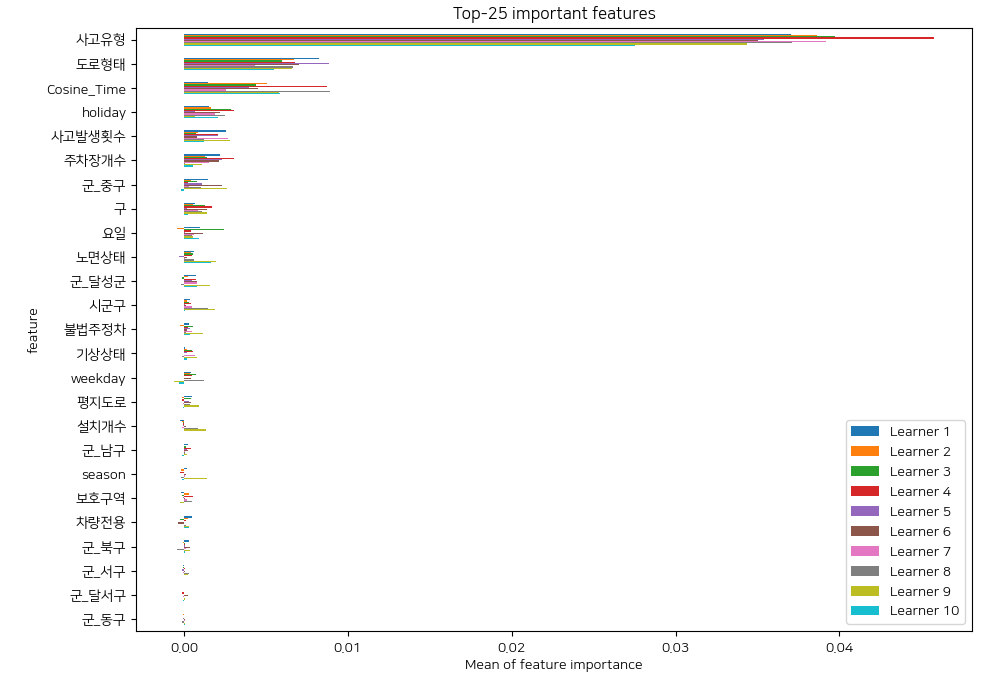 Top-25 important features
사고유형
도로형태
Cosine_Time
holiday
사고발생횟수
주차장개수
군_중구
구
요일
노면상태
군_달성군
시군구
불법주정차
기상상태
weekday
평지도로
설치개수
군_남구
season
보호구역
차량전용
군_북구
군_서구
군_달서구
군_동구
feature
0.00
0.01
0.02
0.03
0.04
Mean of feature importance
Learner 1
Learner 2
Learner 3
Learner 4
Learner 5
Learner 6
Learner 7
Learner 8
Learner 9
Learner 10